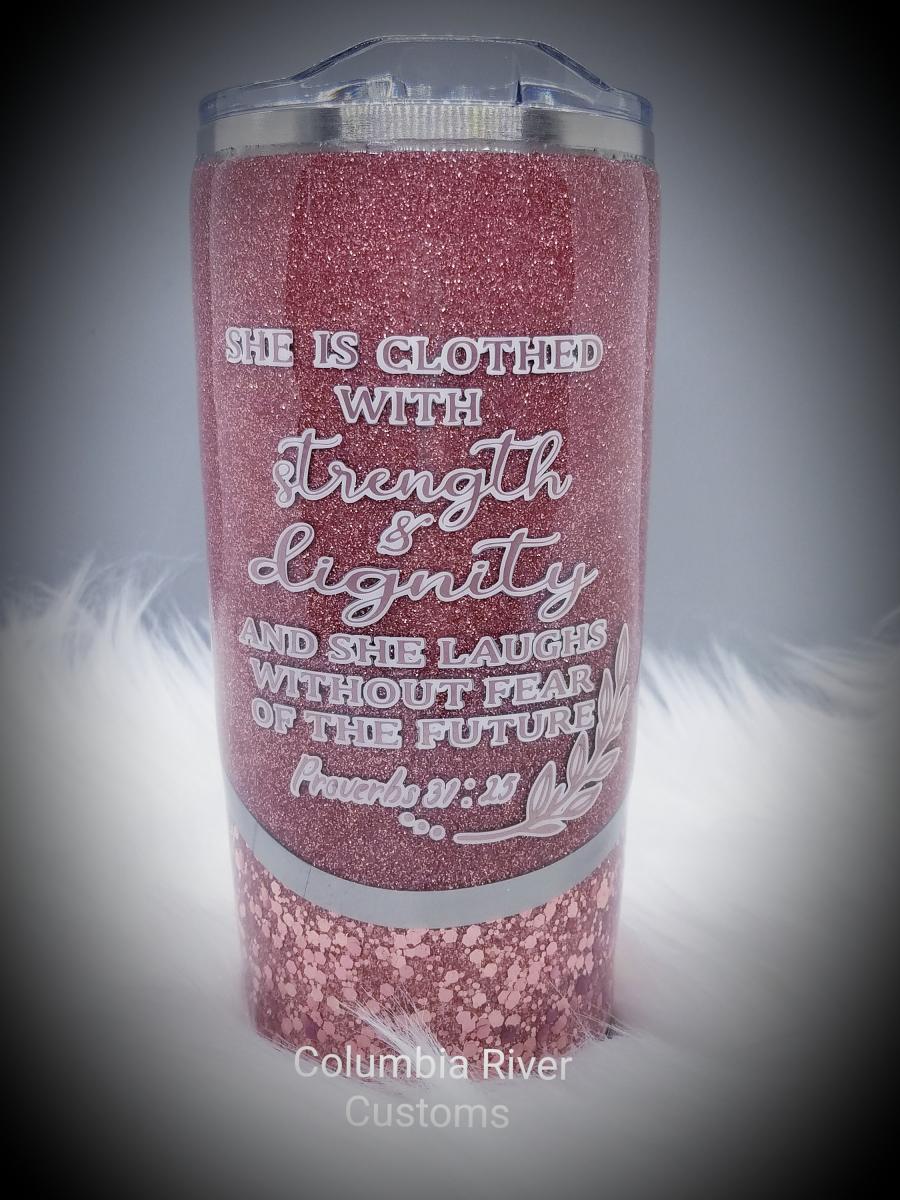 SHE IS CLOTHED
WITH
strength
&
dignity
AND SHE LAUGHS
WITHOUT FEAR
OF THE FUTURE
Proverbs 31:25
Columbia River
Customs